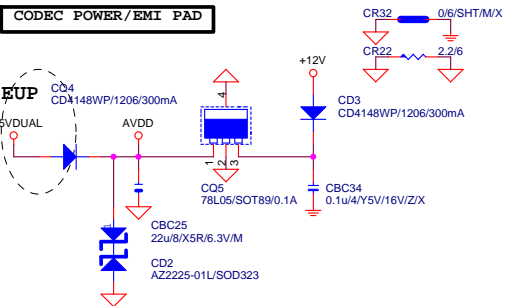 CODEC POWER/EMI PAD
CR32
0/6/SHT/M/X
CR22
2.2/6
+12V
EUP
CQ4
CD4148WP/1206/300mA
4
CD3
CD4148WP/1206/300mA
5VDUAL
AVDD
1
2
3
CQ5
78L05/SOT89/0.1A
CBC34
0.1u/4/Y5V/16V/Z/X
1
CBC25
22u/8/X5R/6.3V/M
CD2
AZ2225-01L/SOD323